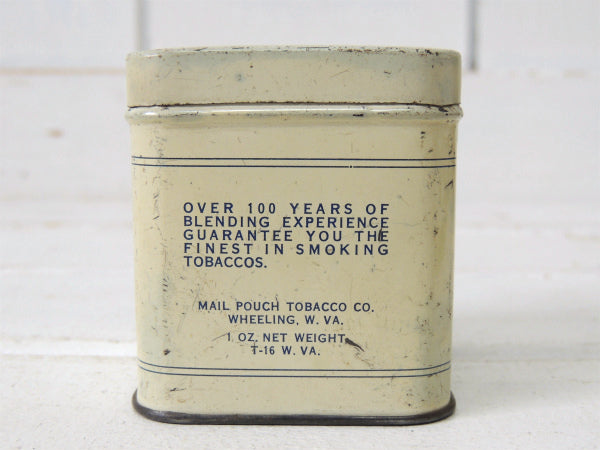 OVER 100 YEARS OF
BLENDING EXPERIENCE
GUARANTEE YOU THE
FINEST IN SMOKING
TOBACCOS.
MAIL POUCH TOBACCO CO.
WHEELING, W. VA.
1 OZ. NET WEIGHT
T-16 W. VA.